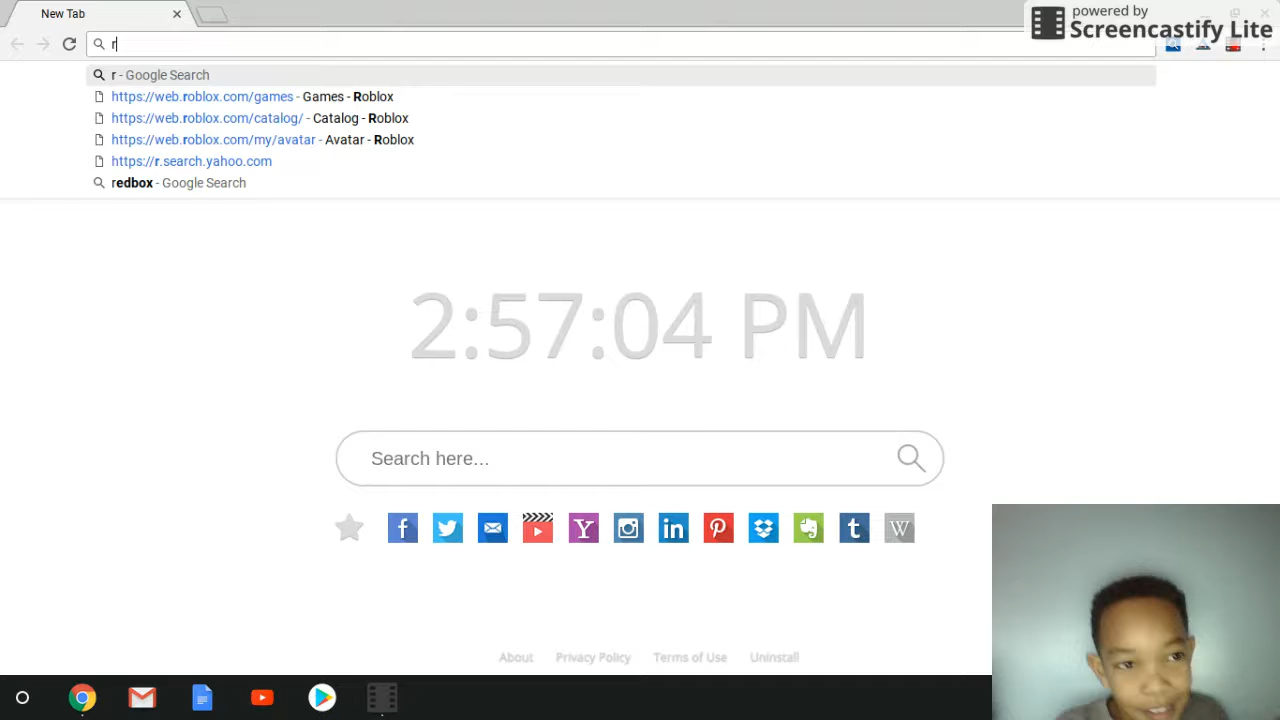 New Tab
powered by
Screencastify Lite
r
r - Google Search
https://web.roblox.com/games - Games - Roblox
https://web.roblox.com/catalog/ - Catalog - Roblox
https://web.roblox.com/my/avatar - Avatar - Roblox
https://r.search.yahoo.com
redbox - Google Search
2:57:04 PM
Search here...
f
Y
in
t
W
About Privacy Policy Terms of Use Uninstall